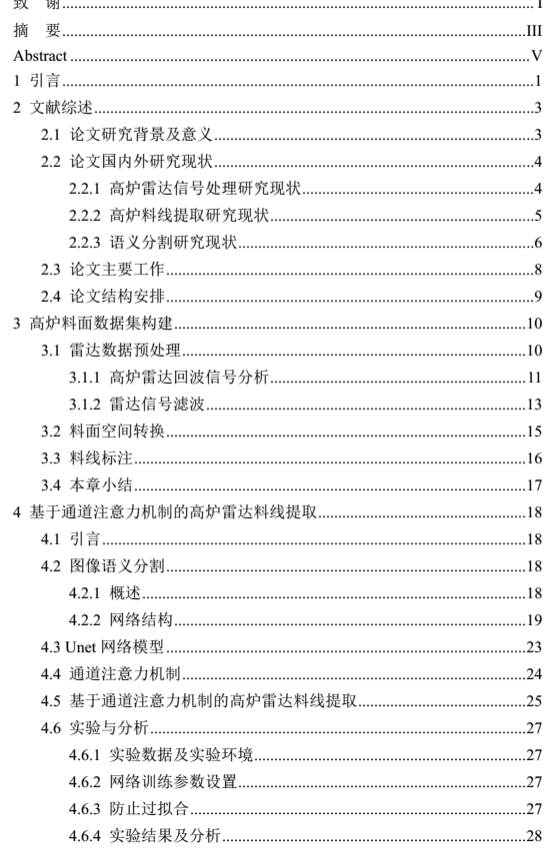 致 谢 I
摘 要 III
Abstract V
1 引言 1
2 文献综述 3
2.1 论文研究背景及意义 3
2.2 论文国内外研究现状 4
2.2.1 高炉雷达信号处理研究现状 4
2.2.2 高炉料线提取研究现状 5
2.2.3 语义分割研究现状 6
2.3 论文主要工作 8
2.4 论文结构安排 9
3 高炉料面数据集构建 10
3.1 雷达数据预处理 10
3.1.1 高炉雷达回波信号分析 11
3.1.2 雷达信号滤波 13
3.2 料面空间转换 15
3.3 料线标注 16
3.4 本章小结 17
4 基于通道注意力机制的高炉雷达料线提取 18
4.1 引言 18
4.2 图像语义分割 18
4.2.1 概述 18
4.2.2 网络结构 19
4.3 Unet 网络模型 23
4.4 通道注意力机制 24
4.5 基于通道注意力机制的高炉雷达料线提取 25
4.6 实验与分析 27
4.6.1 实验数据及实验环境 27
4.6.2 网络训练参数设置 27
4.6.3 防止过拟合 27
4.6.4 实验结果及分析 28